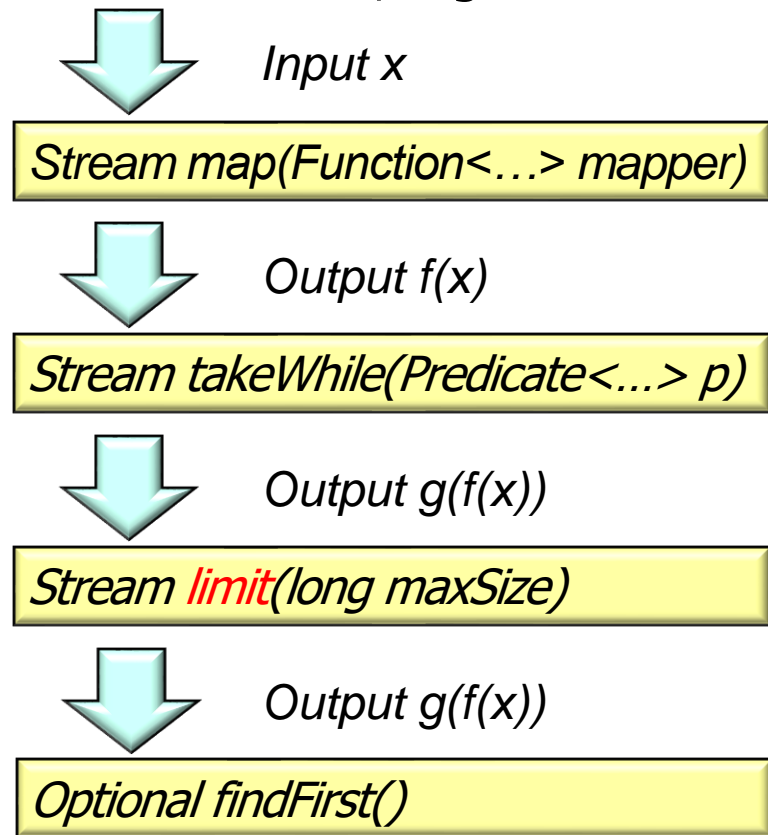 Input x
Stream map(Function<…> mapper)
Output f(x)
Stream takeWhile(Predicate<...> p)
Output g(f(x))
Stream limit(long maxSize)
Output g(f(x))
Optional findFirst()